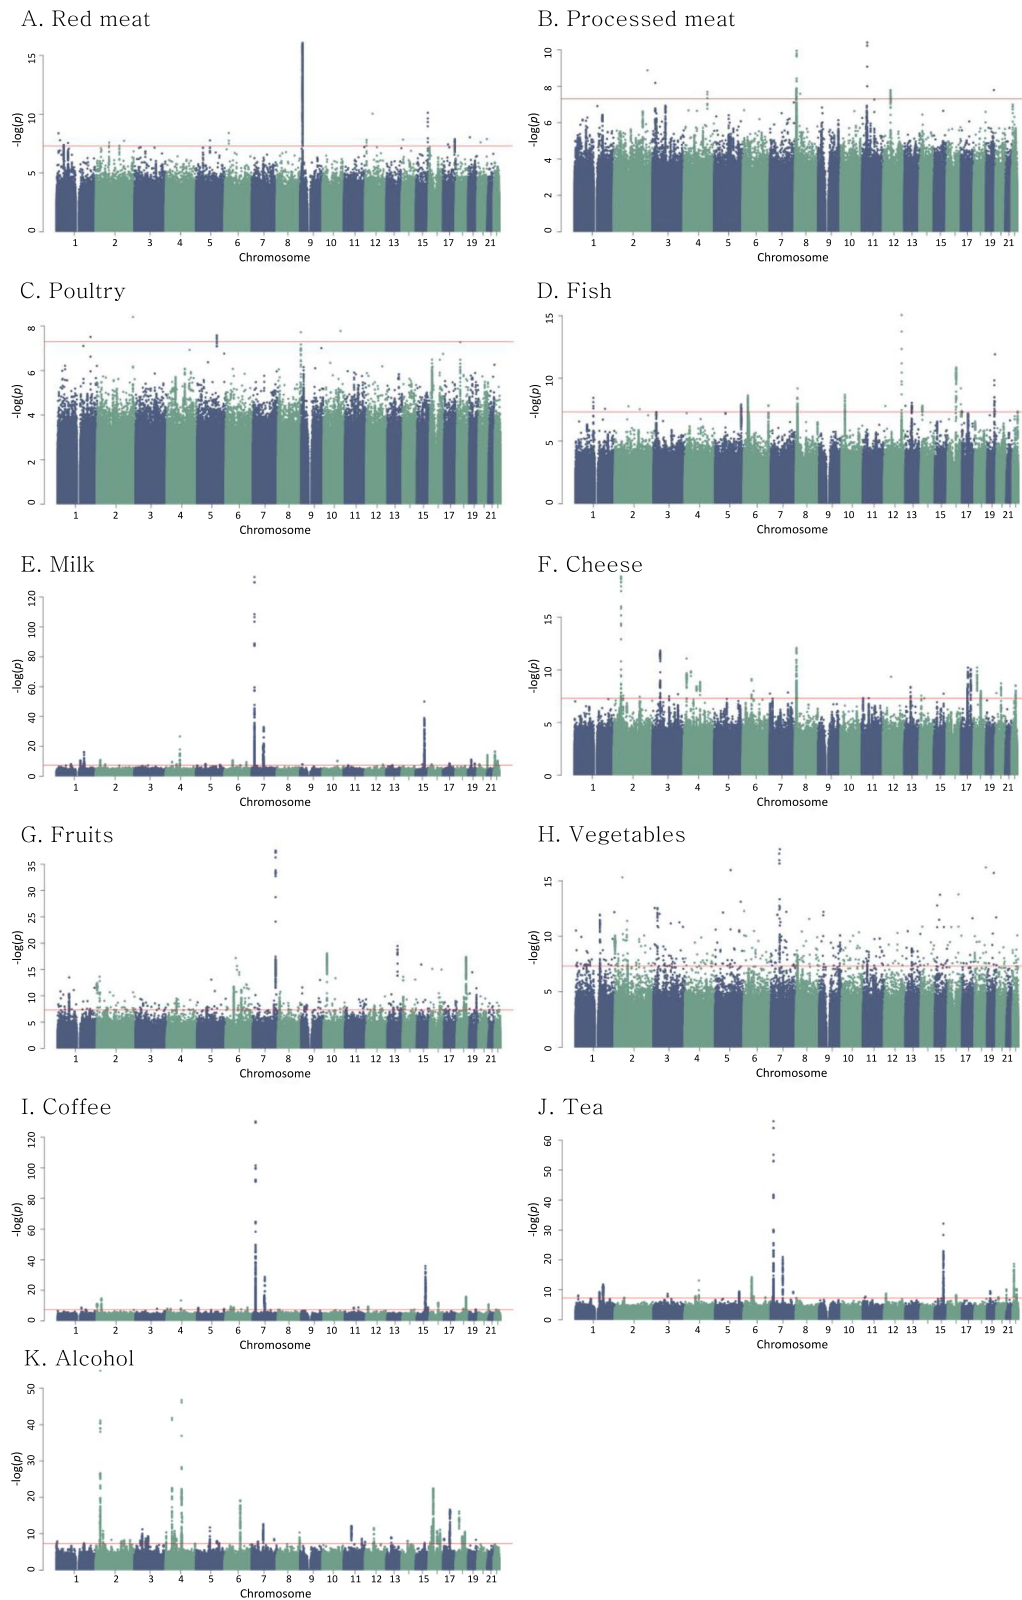 A. Red meat
-log(p)
15
10
5
0
1 2 3 4 5 6 7 8 9 10 11 12 13 15 17 19 21
Chromosome
B. Processed meat
-log(p)
10
8
6
4
2
0
1 2 3 4 5 6 7 8 9 10 11 12 13 15 17 19 21
Chromosome
C. Poultry
-log(p)
8
6
4
2
0
1 2 3 4 5 6 7 8 9 10 11 12 13 15 17 19 21
Chromosome
D. Fish
-log(p)
15
10
5
0
1 2 3 4 5 6 7 8 9 10 11 12 13 15 17 19 21
Chromosome
E. Milk
-log(p)
120
100
80
60
40
20
0
1 2 3 4 5 6 7 8 9 10 11 12 13 15 17 19 21
Chromosome
F. Cheese
-log(p)
15
10
5
0
1 2 3 4 5 6 7 8 9 10 11 12 13 15 17 19 21
Chromosome
G. Fruits
-log(p)
35
30
25
20
15
10
5
0
1 2 3 4 5 6 7 8 9 10 11 12 13 15 17 19 21
Chromosome
H. Vegetables
-log(p)
15
10
5
0
1 2 3 4 5 6 7 8 9 10 11 12 13 15 17 19 21
Chromosome
I. Coffee
-log(p)
120
100
80
60
40
20
0
1 2 3 4 5 6 7 8 9 10 11 12 13 15 17 19 21
Chromosome
J. Tea
-log(p)
60
50
40
30
20
10
0
1 2 3 4 5 6 7 8 9 10 11 12 13 15 17 19 21
Chromosome
K. Alcohol
-log(p)
50
40
30
20
10
0
1 2 3 4 5 6 7 8 9 10 11 12 13 15 17 19 21
Chromosome